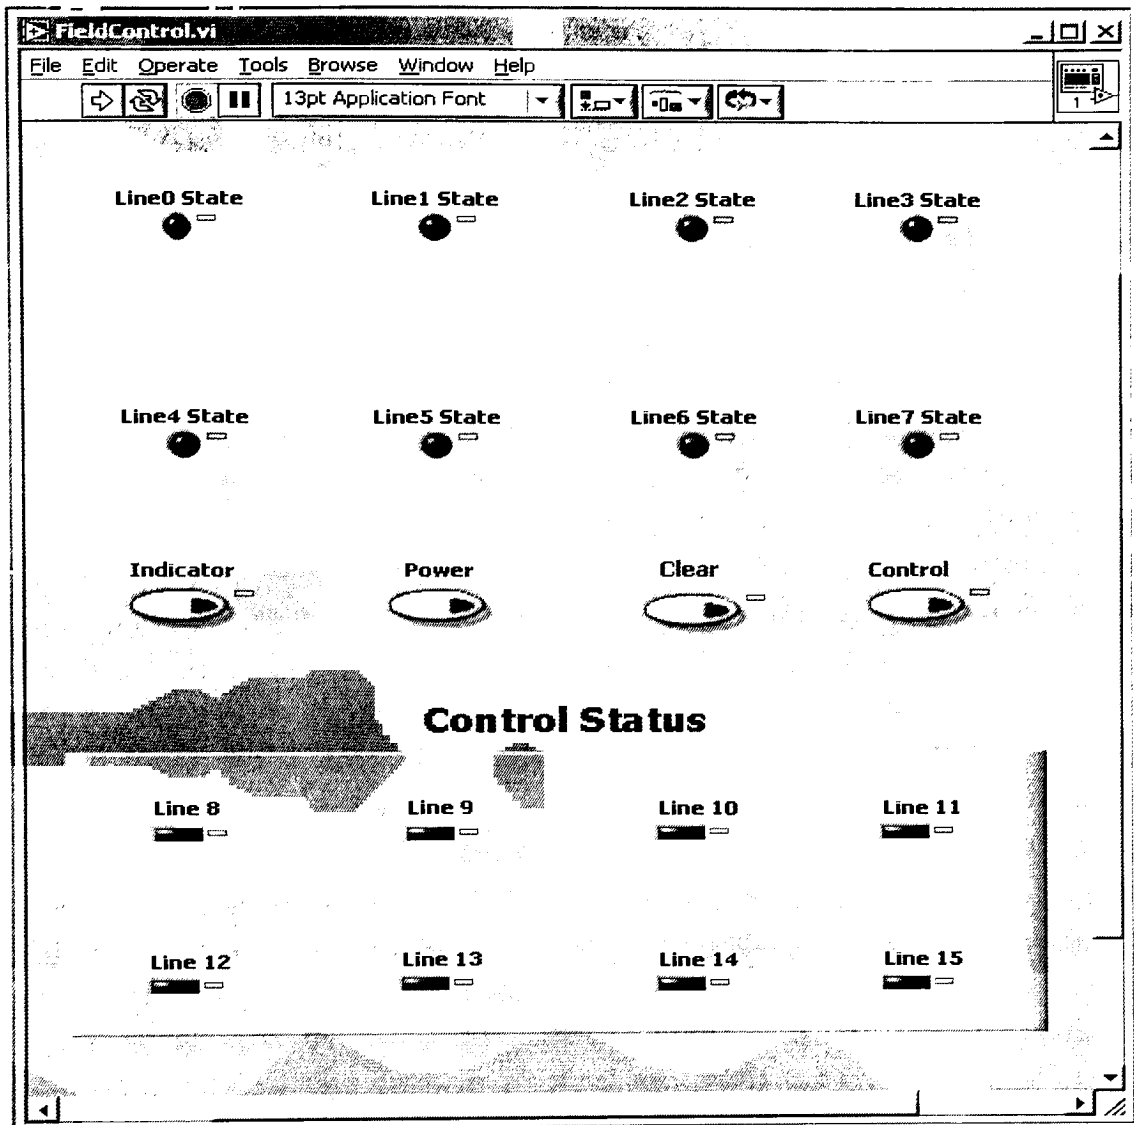 FieldControl.vi
File Edit Operate Tools Browse Window Help
13pt Application Font
1
Line0 State Line1 State Line2 State Line3 State
Line4 State Line5 State Line6 State Line7 State
Indicator Power Clear Control
Control Status
Line 8 Line 9 Line 10 Line 11
Line 12 Line 13 Line 14 Line 15